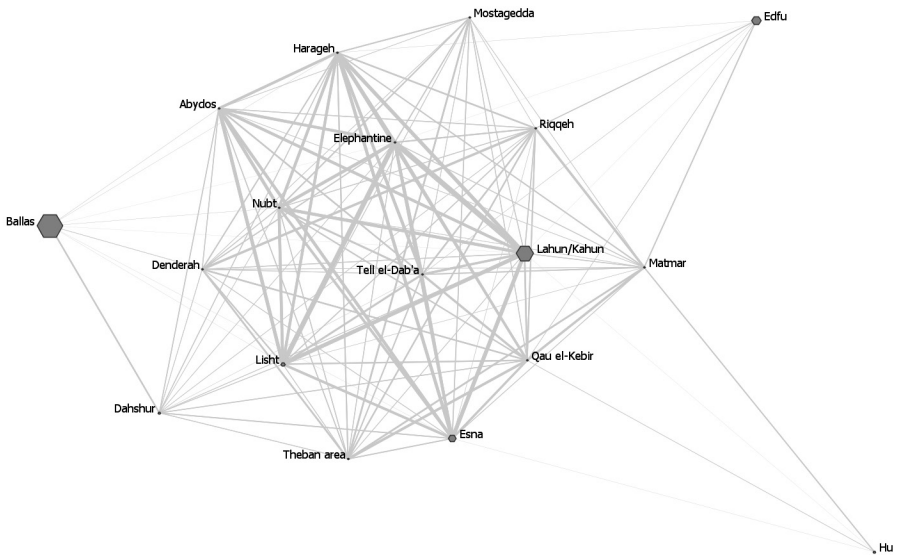 Mostagedda
Edfu
Harageh
Abydos
Riqqeh
Elephantine
Nubt
Ballas
Lahun/Kahun
Denderah
Tell el-Dab'a
Matmar
Lisht
Qau el-Kebir
Dahshur
Esna
Theban area
Hu